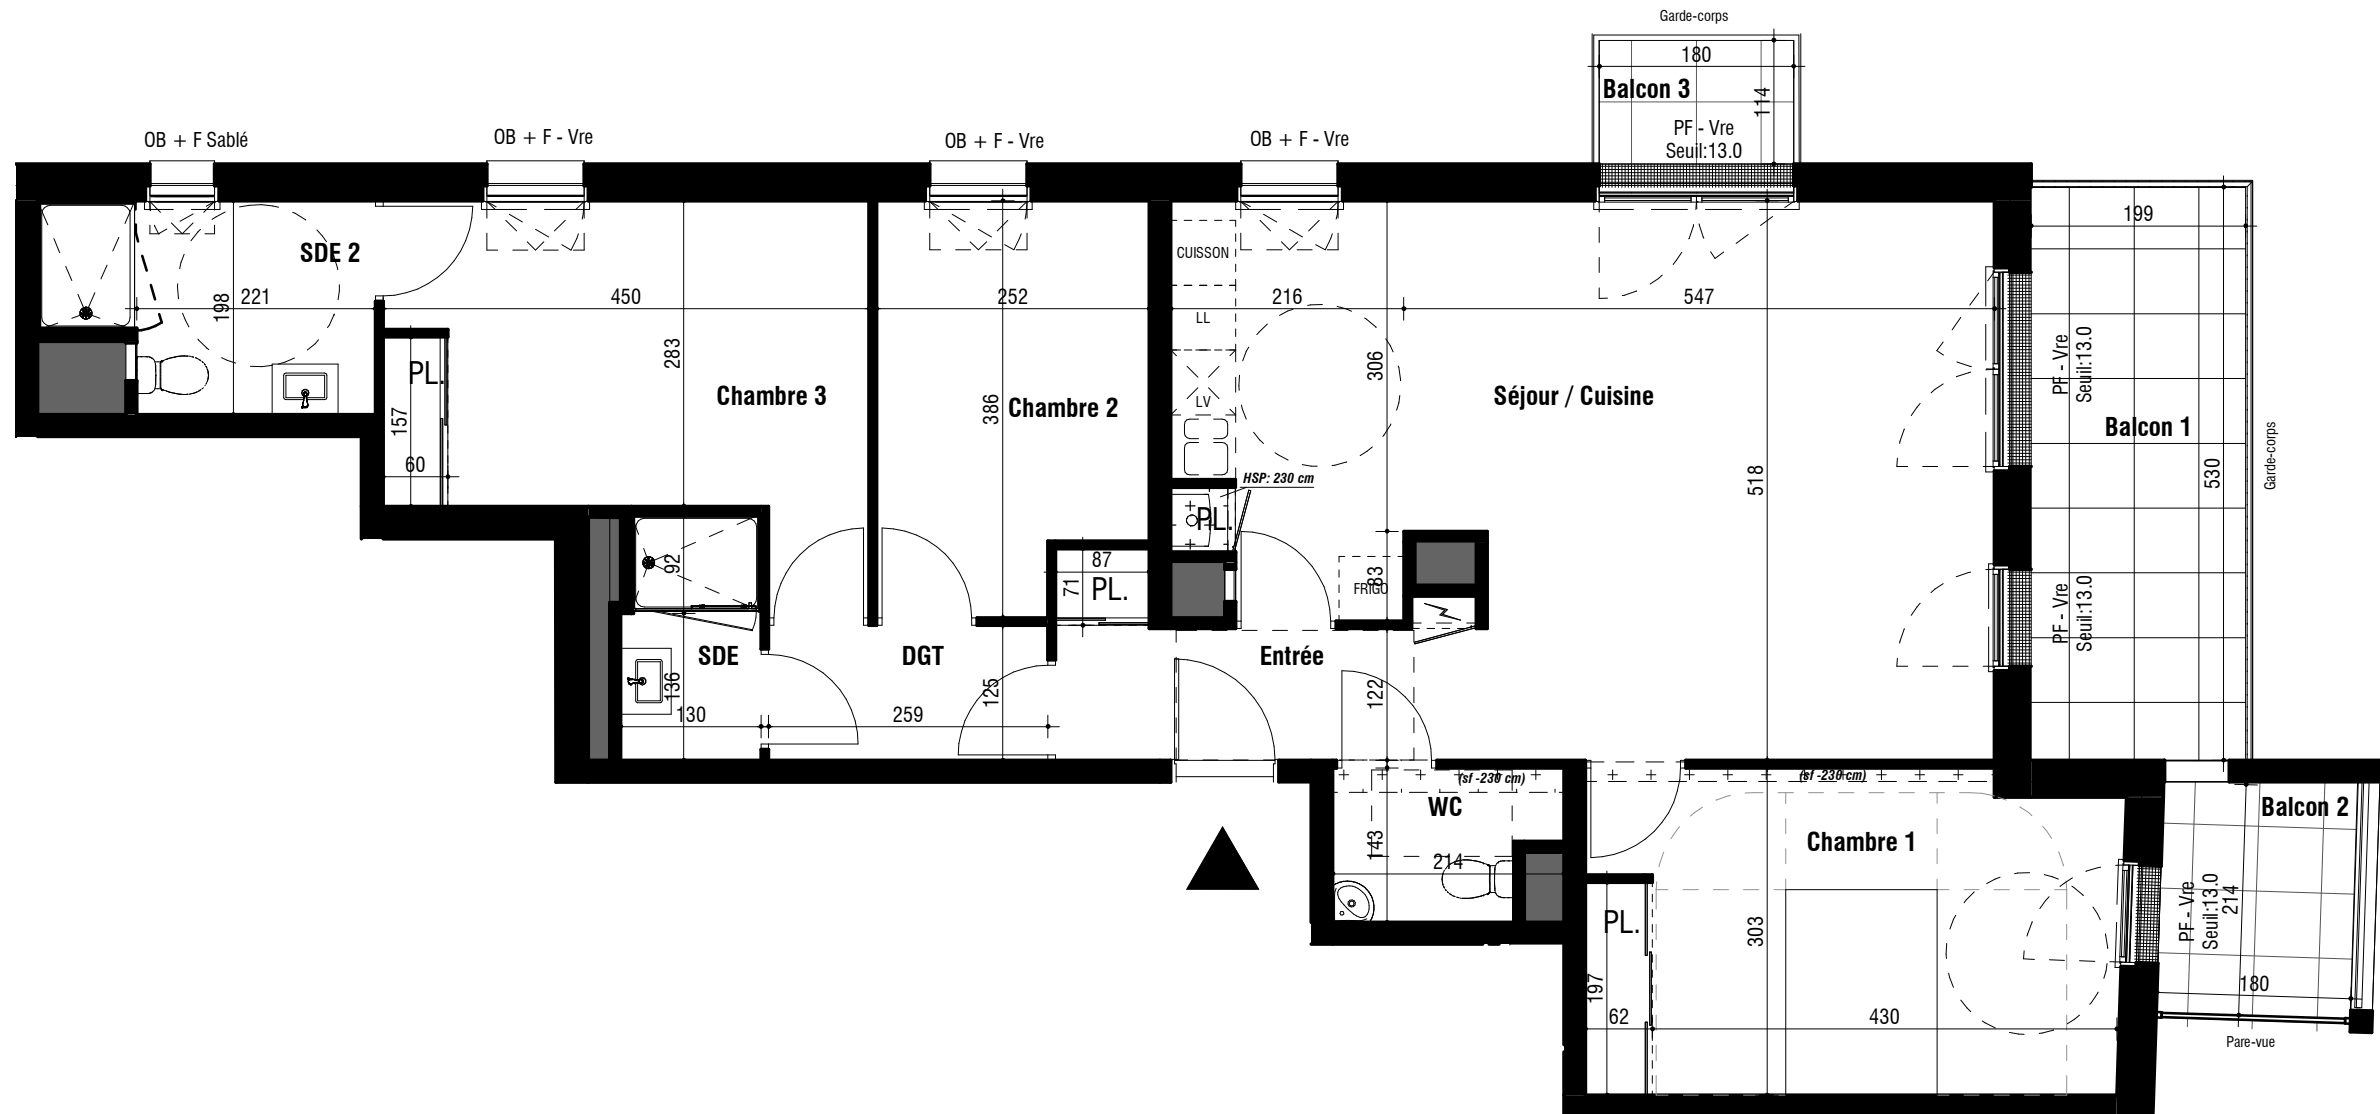 Garde-corps
180
Balcon 3
114
PF - Vre
Seuil:13.0
OB + F Sablé
OB + F - Vre
OB + F - Vre
OB + F - Vre
199
SDE 2
CUISSON
221
198
450
252
216
547
LL
283
306
PF - Vre
Seuil:13.0
PL.
Chambre 3
Chambre 2
386
LV
Séjour / Cuisine
Balcon 1
157
60
530
Garde-corps
HSP: 230 cm
518
PL.
92
87
71
PL.
83
FRIGO
PF - Vre
Seuil:13.0
SDE
DGT
Entrée
136
125
122
130
259
(sf -230 cm)
(sf -230 cm)
WC
Balcon 2
143
214
Chambre 1
PL.
303
PF - Vre
Seuil:13.0
214
197
62
430
180
Pare-vue